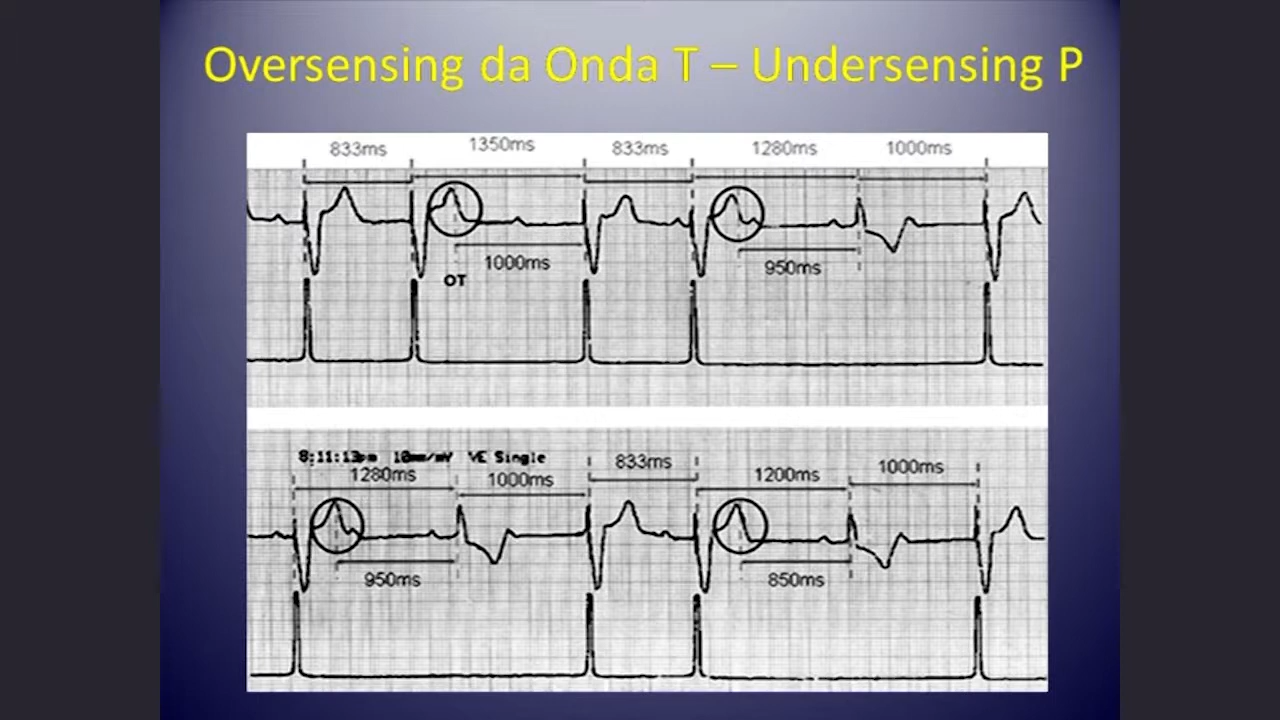 Oversensing da Onda T – Undersensing P
833ms 1350ms 833ms 1280ms 1000ms
1000ms 950ms
OT
8:11:13pm 10mm/mV VE Single
1280ms 1000ms 833ms 1200ms 1000ms
950ms 850ms